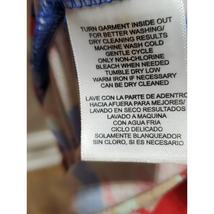 TURN GARMENT INSIDE OUT
FOR BETTER WASHING/
DRY CLEANING RESULTS
MACHINE WASH COLD
GENTLE CYCLE
ONLY NON-CHLORINE
BLEACH WHEN NEEDED
TUMBLE DRY LOW
WARM IRON IF NECESSARY
CAN BE DRY CLEANED
LAVE CON LA PARTE DE ADENTRO
HACIA AFUERA PARA MEJORES/
LAVADO EN SECO RESULTADOS
LAVADO A MAQUINA
CON AGUA FRIA
CICLO DELICADO
SOLAMENTE BLANQUEADOR
SIN CLORO, SI ES NECESARIO